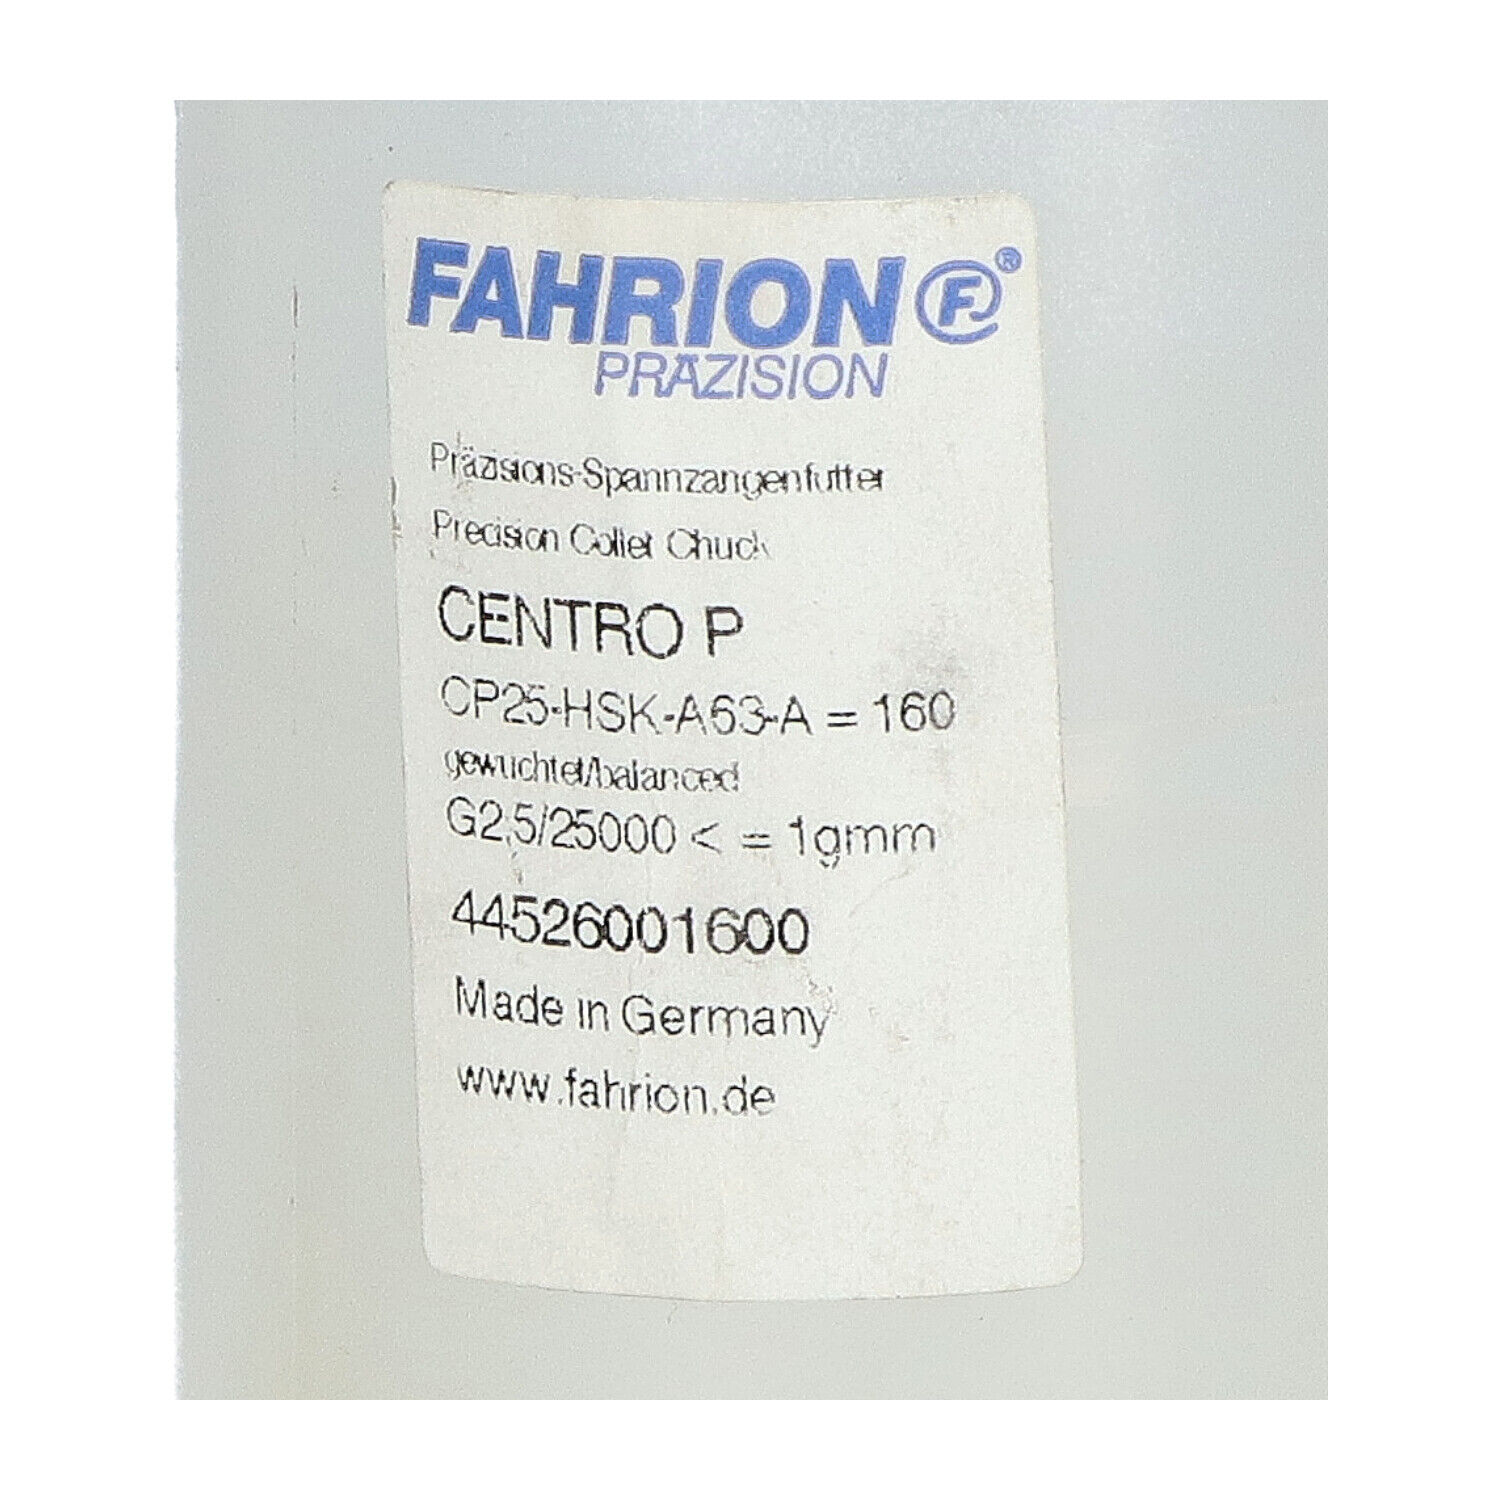 FAHRION F ®
PRÄZISION
Präzisions-Spannzangenfutter
Precision Collet Chuck
CENTRO P
CP25-HSK-A63-A = 160
gewuchtet/balanced
G2,5/25000 < = 1gmm
44526001600
Made in Germany
www.fahrion.de